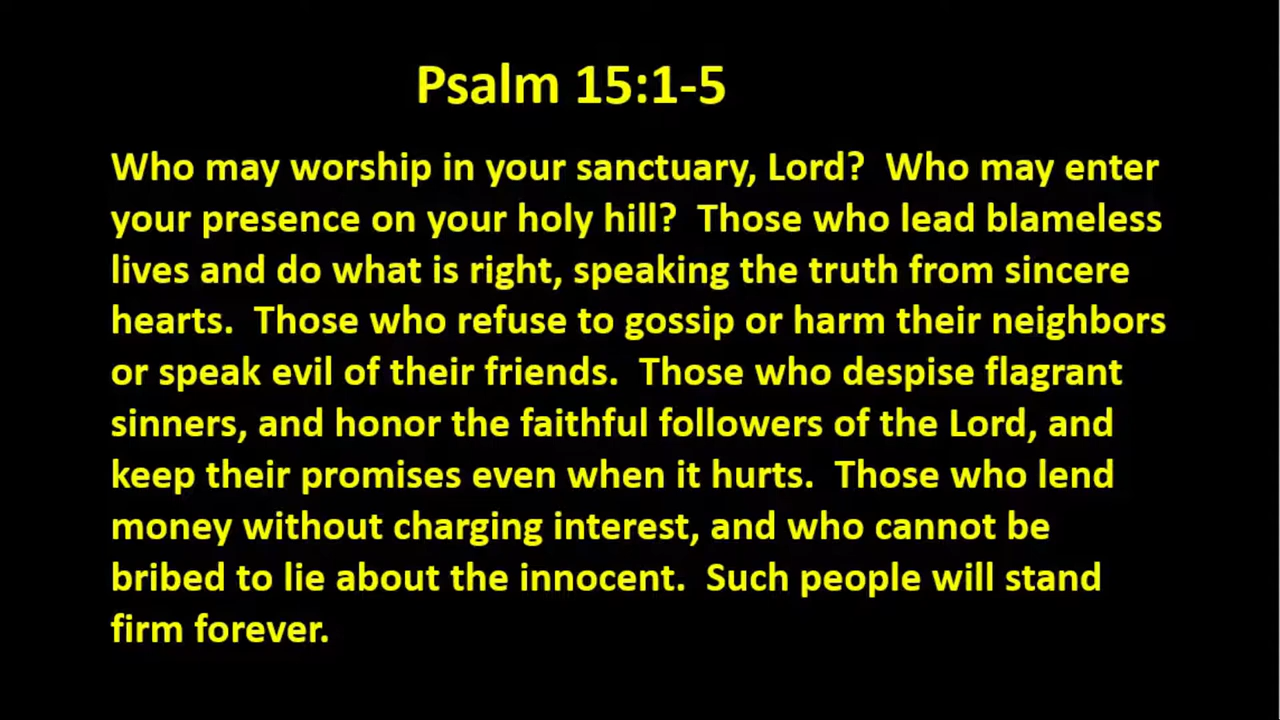 Psalm 15:1-5
Who may worship in your sanctuary, Lord?  Who may enter
your presence on your holy hill?  Those who lead blameless
lives and do what is right, speaking the truth from sincere
hearts.  Those who refuse to gossip or harm their neighbors
or speak evil of their friends.  Those who despise flagrant
sinners, and honor the faithful followers of the Lord, and
keep their promises even when it hurts.  Those who lend
money without charging interest, and who cannot be
bribed to lie about the innocent.  Such people will stand
firm forever.